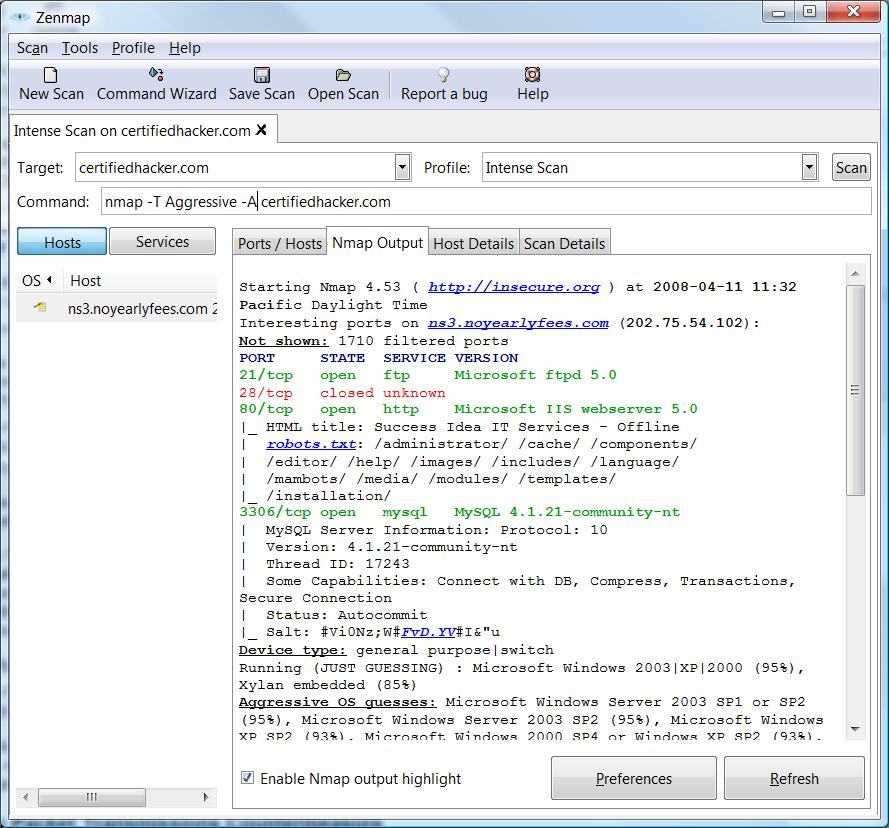 Zenmap
Scan Tools Profile Help
New Scan Command Wizard Save Scan Open Scan Report a bug Help
Intense Scan on certifiedhacker.com
Target: certifiedhacker.com Profile: Intense Scan Scan
Command: nmap -T Aggressive -A certifiedhacker.com
Hosts Services
OS Host
ns3.noyearlyfees.com 2
Ports / Hosts Nmap Output Host Details Scan Details
Starting Nmap 4.53 ( http://insecure.org ) at 2008-04-11 11:32
Pacific Daylight Time
Interesting ports on ns3.noyearlyfees.com (202.75.54.102):
Not shown: 1710 filtered ports
PORT STATE SERVICE VERSION
21/tcp open ftp Microsoft ftpd 5.0
28/tcp closed unknown
80/tcp open http Microsoft IIS webserver 5.0
|_ HTML title: Success Idea IT Services - Offline
| robots.txt: /administrator/ /cache/ /components/
| /editor/ /help/ /images/ /includes/ /language/
| /mambots/ /media/ /modules/ /templates/
|_ /installation/
3306/tcp open mysql MySQL 4.1.21-community-nt
| MySQL Server Information: Protocol: 10
| Version: 4.1.21-community-nt
| Thread ID: 17243
| Some Capabilities: Connect with DB, Compress, Transactions,
Secure Connection
| Status: Autocommit
|_ Salt: #Vi0Nz;W#FvD.YV#I&"u
Device type: general purpose|switch
Running (JUST GUESSING) : Microsoft Windows 2003|XP|2000 (95%),
Xylan embedded (85%)
Aggressive OS guesses: Microsoft Windows Server 2003 SP1 or SP2
(95%), Microsoft Windows Server 2003 SP2 (95%), Microsoft Windows
XP SP2 (93%), Microsoft Windows 2000 SP4 or Windows XP SP2 (93%),
Enable Nmap output highlight
Preferences Refresh